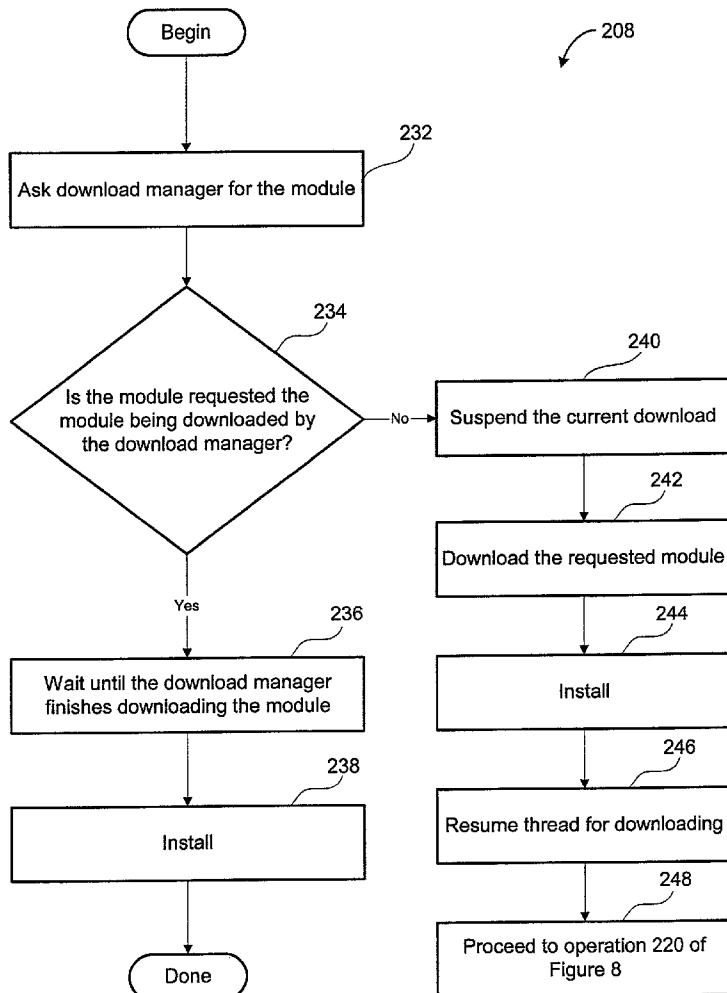 Begin
208
232
Ask download manager for the module
234
Is the module requested the
module being downloaded by
the download manager?
No
240
Suspend the current download
242
Download the requested module
Yes
236
Wait until the download manager
finishes downloading the module
244
Install
238
Install
246
Resume thread for downloading
248
Proceed to operation 220 of
Figure 8
Done